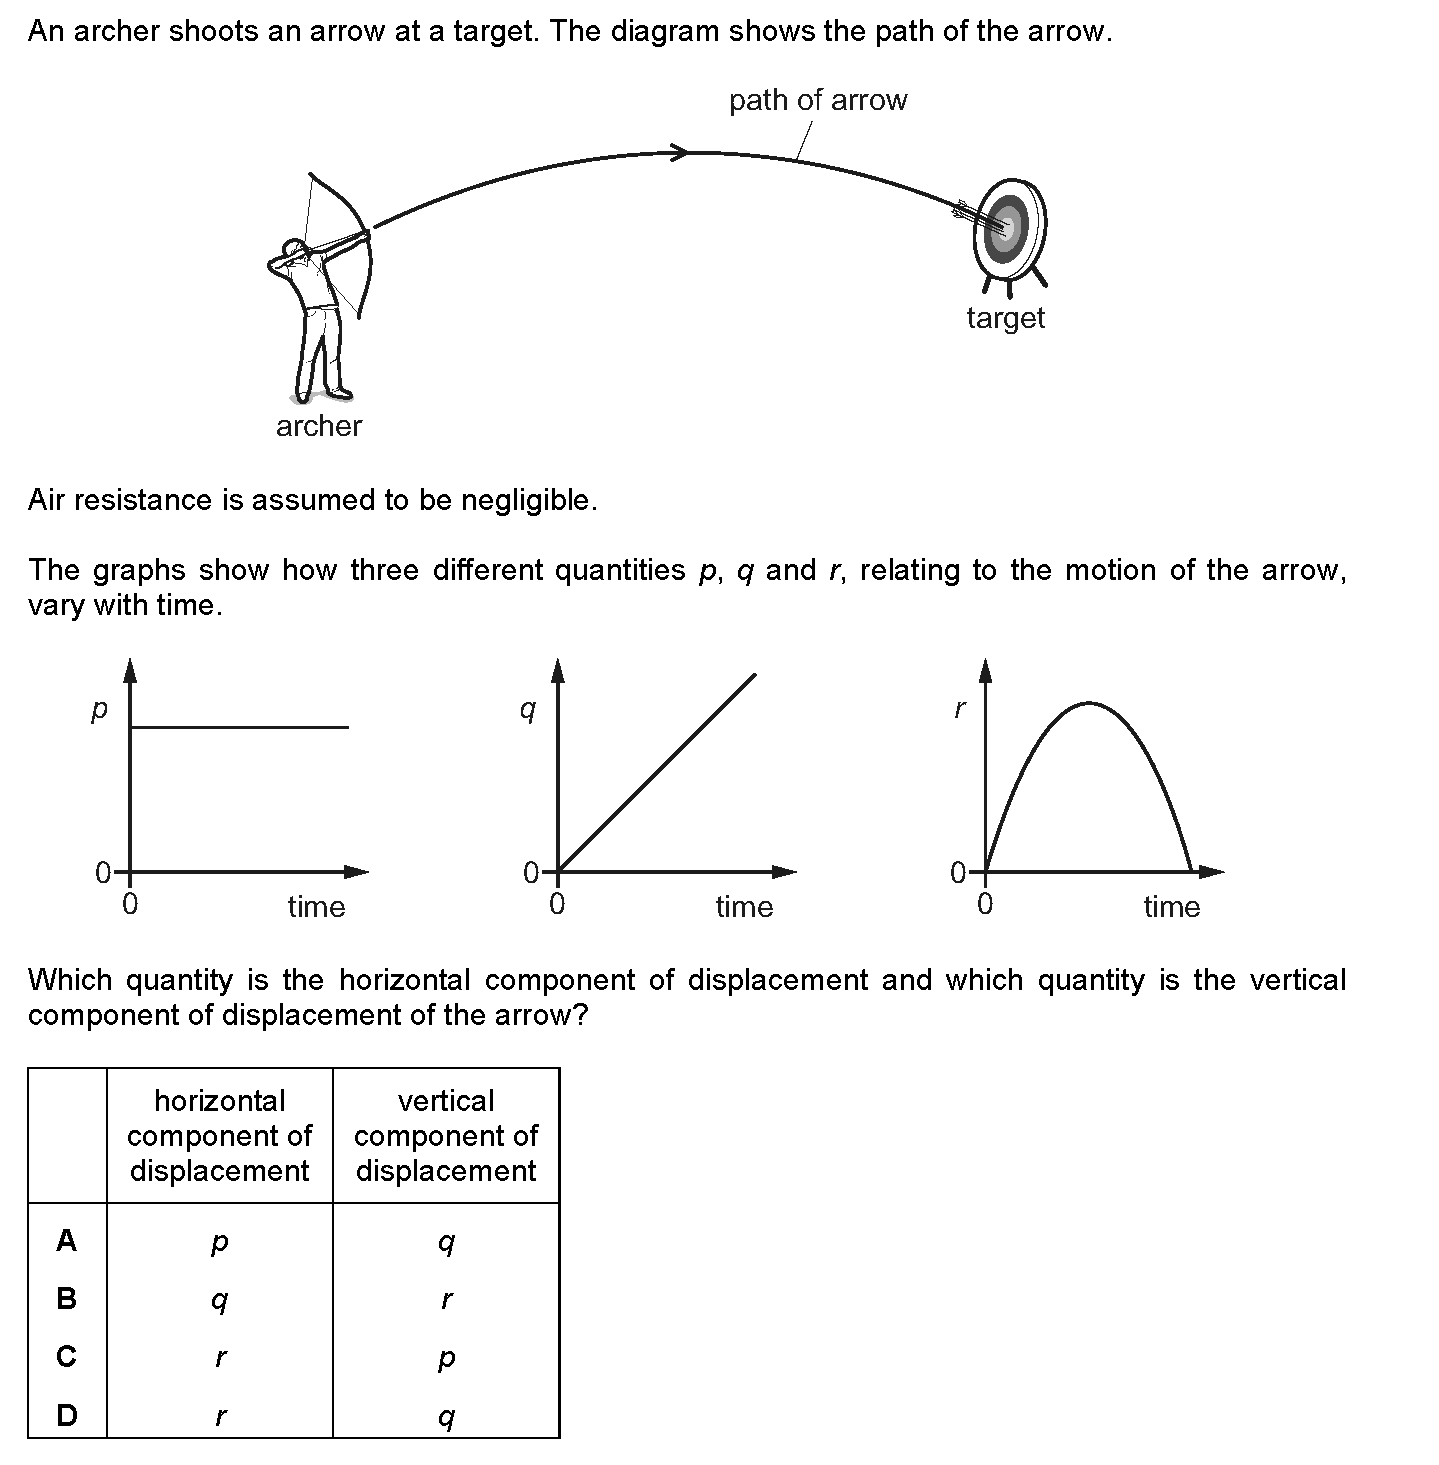 An archer shoots an arrow at a target. The diagram shows the path of the arrow.
path of arrow
target
archer
Air resistance is assumed to be negligible.
The graphs show how three different quantities p, q and r, relating to the motion of the arrow,
vary with time.
p
0
0
time
q
0
0
time
r
0
0
time
Which quantity is the horizontal component of displacement and which quantity is the vertical
component of displacement of the arrow?
horizontal component of displacement
vertical component of displacement
A p q
B q r
C r p
D r q